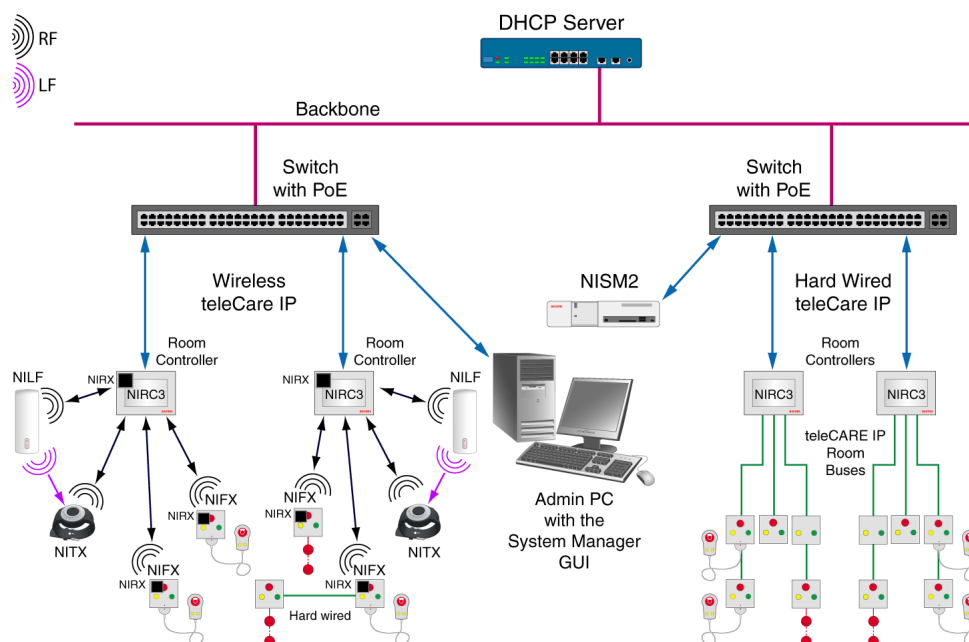 DHCP Server
RF
LF
Backbone
Switch
with PoE
Switch
with PoE
Wireless
teleCare IP
NISM2
Hard Wired
teleCare IP
Room
Controller
Room
Controller
Room
Controllers
NILF
NIRX
NIRC3
NIRX
NIRC3
NILF
NIRC3
NIRC3
teleCARE IP
Room
Buses
NIFX
NIRX
NIFX
NIRX
NITX
NITX
Admin PC
with the
System Manager
GUI
NIFX
NIRX
NIFX
NIRX
Hard wired